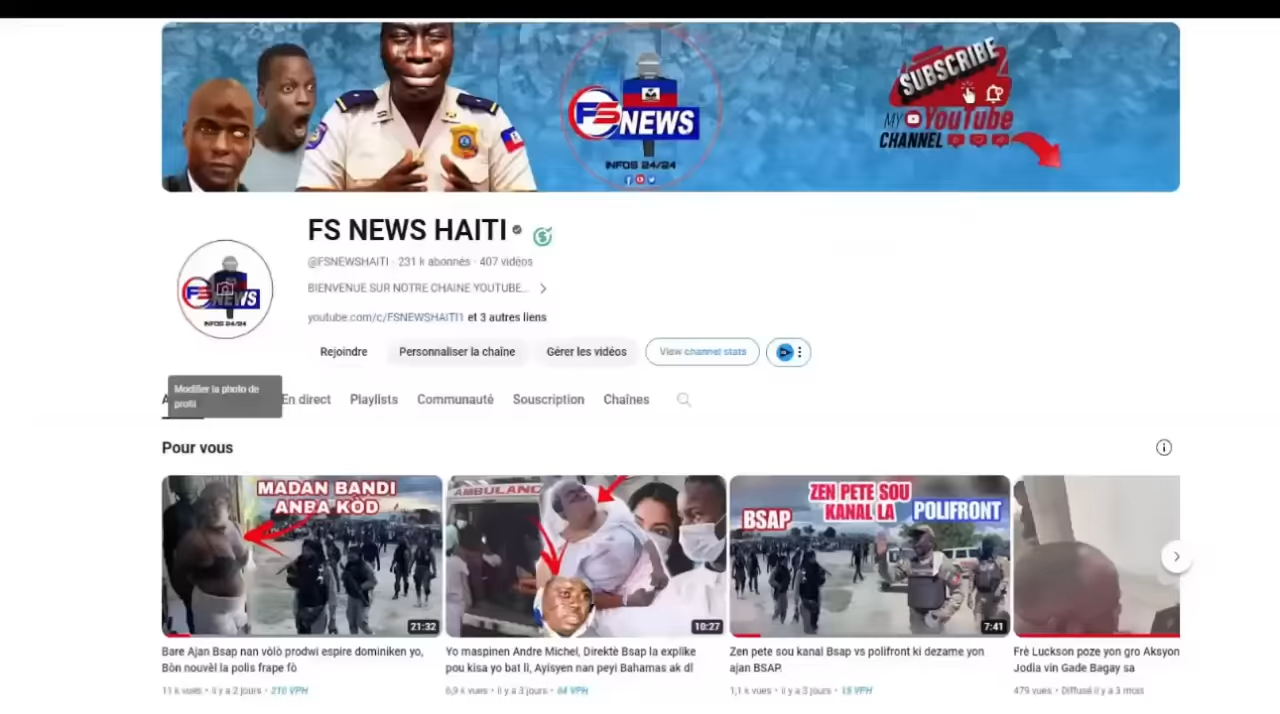 SUBSCRIBE
FS NEWS
MY YouTube
CHANNEL
INFOS 24/24
FS NEWS HAITI
@FSNEWSHAITI · 231 k abonnés · 407 vidéos
BIENVENUE SUR NOTRE CHAINE YOUTUBE...
FS NEWS
INFOS 24/24
youtube.com/c/FSNEWSHAITI1 et 3 autres liens
Rejoindre Personnaliser la chaîne Gérer les vidéos View channel stats
Modifier la photo de
profil
En direct Playlists Communauté Souscription Chaînes
Pour vous
MADAN BANDI
ANBA KÒD
21:32
AMBULANC
10:27
ZEN PETE SOU
KANAL LA
BSAP
POLIFRONT
7:41
Bare Ajan Bsap nan vòlò prodwi espire dominiken yo,
Bòn nouvèl la polis frape fò
11 k vues · il y a 2 jours · 210 VPH
Yo maspinen Andre Michel, Direktè Bsap la eksplike
pou kisa yo bat li, Ayisyen nan peyi Bahamas ak dl
6,9 k vues · il y a 3 jours · 84 VPH
Zen pete sou kanal Bsap vs polifront ki dezame yon
ajan BSAP.
1,1 k vues · il y a 3 jours · 15 VPH
Frè Luckson poze yon gro Aksyon
Jodia vin Gade Bagay sa
479 vues · Diffusé il y a 3 mois